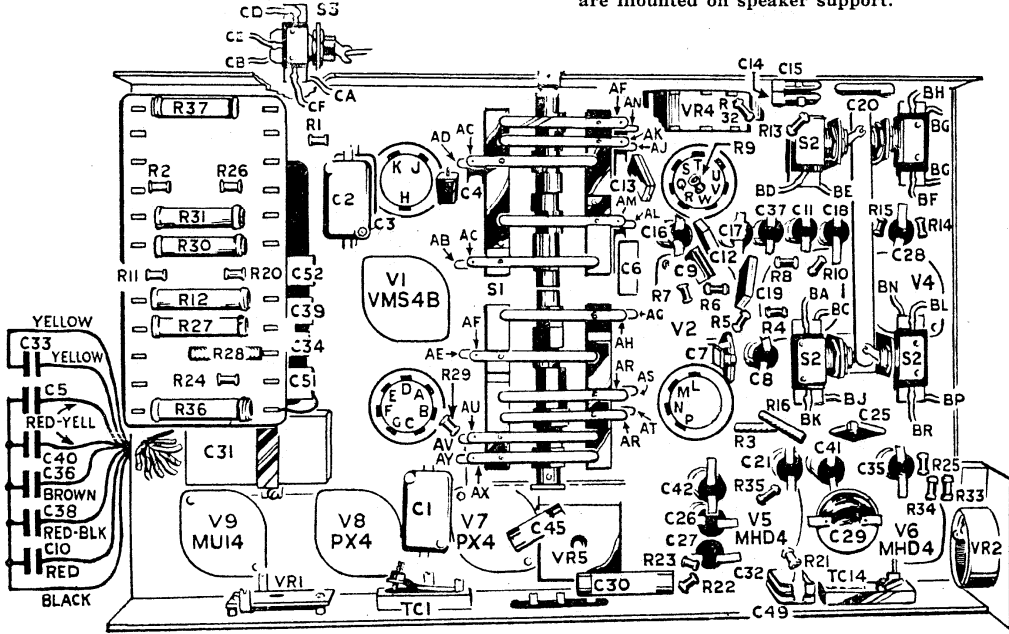 are mounted on speaker support.
CD
S3
CE
CB
CF
CA
C14
C15
AF
AN
VR4
R32
C20
BH
R37
R1
AD
AC
AK
AJ
R13
S2
BG
K J
H
C4
C13
R9
S T U V W R Q
R2
R26
C2
C3
BD
BE
BG
BF
AM
AL
R31
C16
C17
C37
C11
C18
R15
R14
R30
AB
AC
C6
C9
C12
C28
R11
R20
C52
V1
VMS4B
S1
R7
R6
R8
R10
V4
R12
C39
AG
C19
BA
BC
BN
BL
R27
AF
AH
V2
R5
R4
R28
C34
AE
C7
C8
S2
S2
YELLOW
C33
YELLOW
R24
C51
R29
AR
AS
C5
R36
E D A
F B
G C
AU
AT
M L
N P
BK
BJ
BP
RED-YELL
C31
AV
AR
R3
R16
C25
BR
C40
AY
C36
AX
C21
C41
C35
R25
BROWN
C42
R35
R33
C38
C1
R34
RED-BLK
V9
MU14
V8
PX4
V7
PX4
C45
C26
V5
MHD4
C29
V6
MHD4
VR2
C10
VR5
C27
RED
R23
C32
R21
TC14
BLACK
VR1
TC1
C30
R22
C49